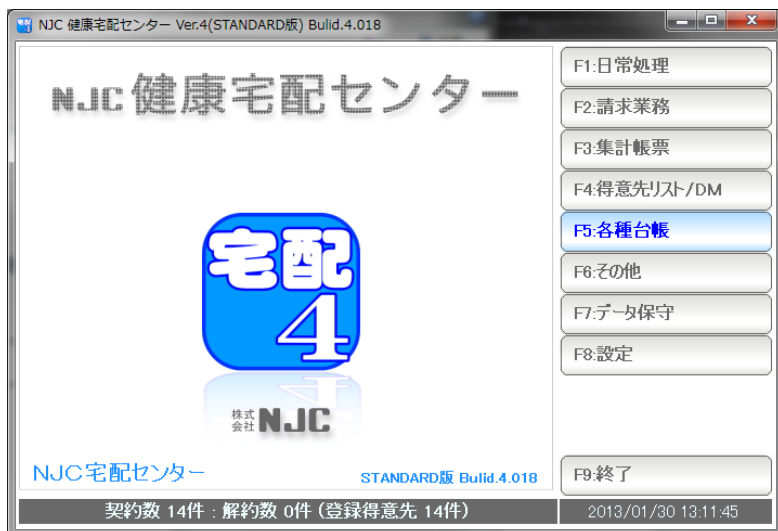 NJC 健康宅配センター Ver.4(STANDARD版) Bulid.4.018
NJC健康宅配センター
宅配
4
株式会社 NJC
NJC宅配センター
STANDARD版 Bulid.4.018
F1:日常処理
F2:請求業務
F3:集計帳票
F4:得意先リスト/DM
F5:各種台帳
F6:その他
F7:データ保守
F8:設定
F9:終了
契約数 14件 : 解約数 0件 (登録得意先 14件)
2013/01/30 13:11:45